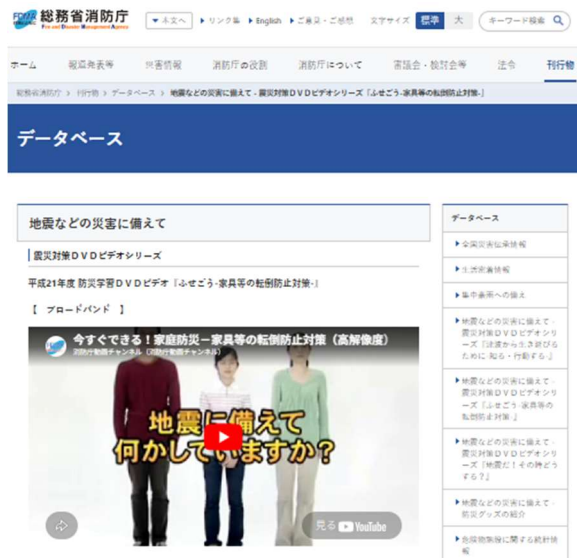 FDMA
総務省消防庁
Fire and Disaster Management Agency
▼本文へ
▶リンク集 ▶English ▶ご意見・ご感想
文字サイズ 標準 大
キーワード検索
ホーム 報道発表等 災害情報 消防庁の役割 消防庁について 審議会・検討会等 法令 刊行物
総務省消防庁 > 刊行物 > データベース > 地震などの災害に備えて - 震災対策ＤＶＤビデオシリーズ『ふせごう-家具等の転倒防止対策-』
データベース
地震などの災害に備えて
震災対策ＤＶＤビデオシリーズ
平成21年度 防災学習ＤＶＤビデオ『ふせごう-家具等の転倒防止対策-』
【 ブロードバンド 】
今すぐできる！家庭防災－家具等の転倒防止対策（高解像度）
消防庁動画チャンネル（消防庁動画チャンネル）
地震に備えて
何かしていますか？
見る YouTube
データベース
▶全国災害伝承情報
▶生活密着情報
▶集中豪雨への備え
▶地震などの災害に備えて -
震災対策ＤＶＤビデオシリ
ーズ『津波から生き延びる
ために-知る・行動する-』
▶地震などの災害に備えて -
震災対策ＤＶＤビデオシリ
ーズ『ふせごう-家具等の
転倒防止対策-』
▶地震などの災害に備えて -
震災対策ＤＶＤビデオシリ
ーズ『地震だ！その時どう
する？』
▶地震などの災害に備えて -
防災グッズの紹介
▶危険物施設に関する統計情
報